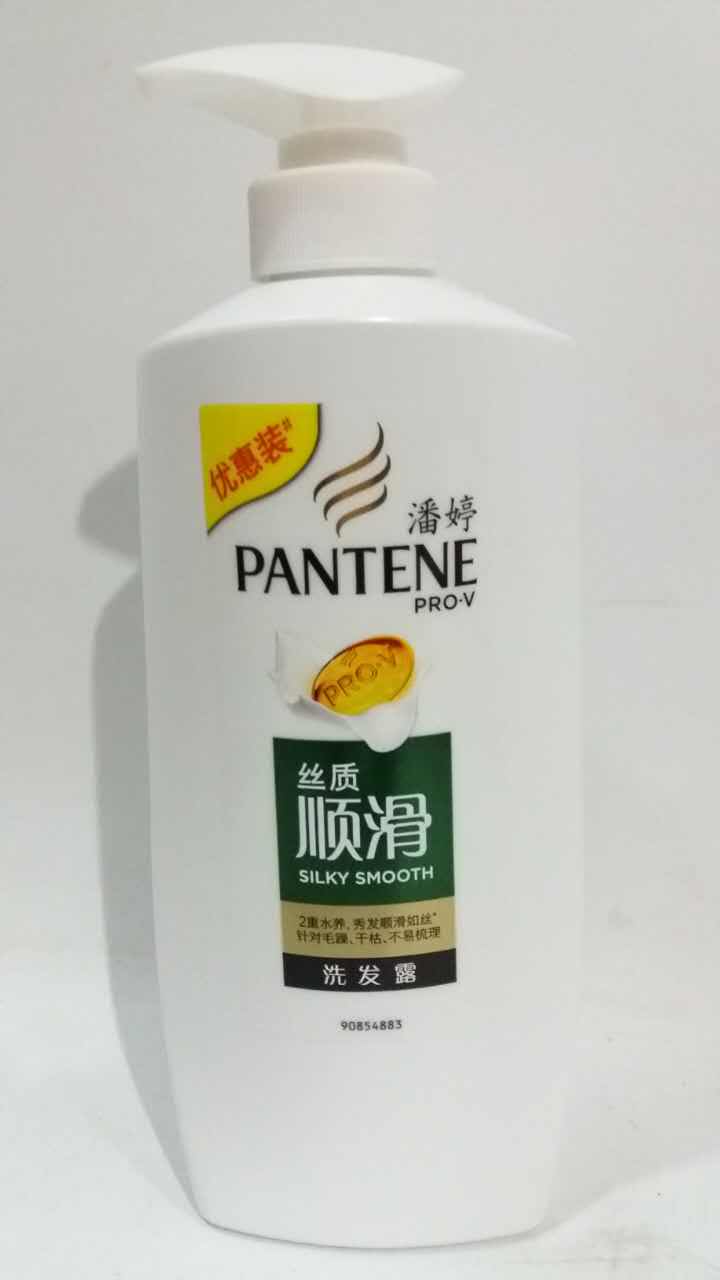 优惠装#
潘婷
PANTENE
PRO-V
PRO-V
丝质
顺滑
SILKY SMOOTH
2重水养,秀发顺滑如丝*
针对毛躁、干枯、不易梳理
洗发露
90854883